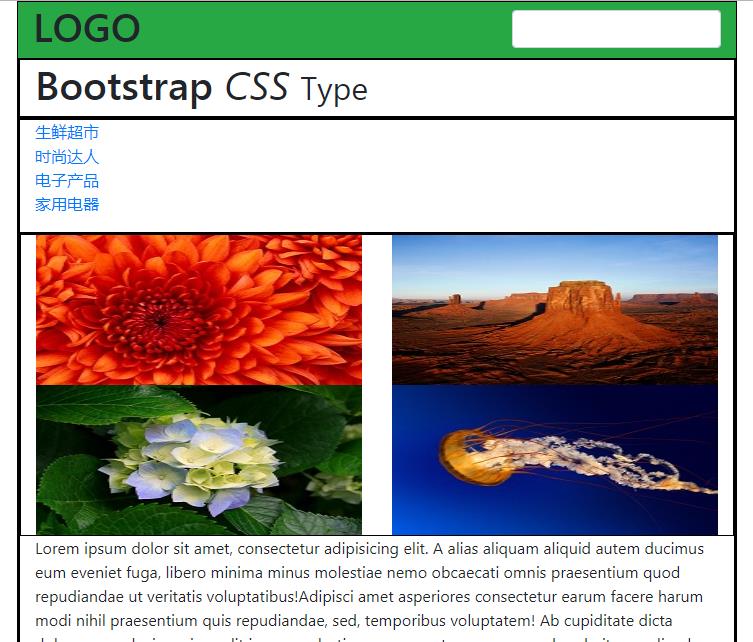 LOGO
Bootstrap CSS Type
生鲜超市
时尚达人
电子产品
家用电器
Lorem ipsum dolor sit amet, consectetur adipisicing elit. A alias aliquam aliquid autem ducimus
eum eveniet fuga, libero minima minus molestiae nemo obcaecati omnis praesentium quod
repudiandae ut veritatis voluptatibus!Adipisci amet asperiores consectetur earum facere harum
modi nihil praesentium quis repudiandae, sed, temporibus voluptatem! Ab cupiditate dicta